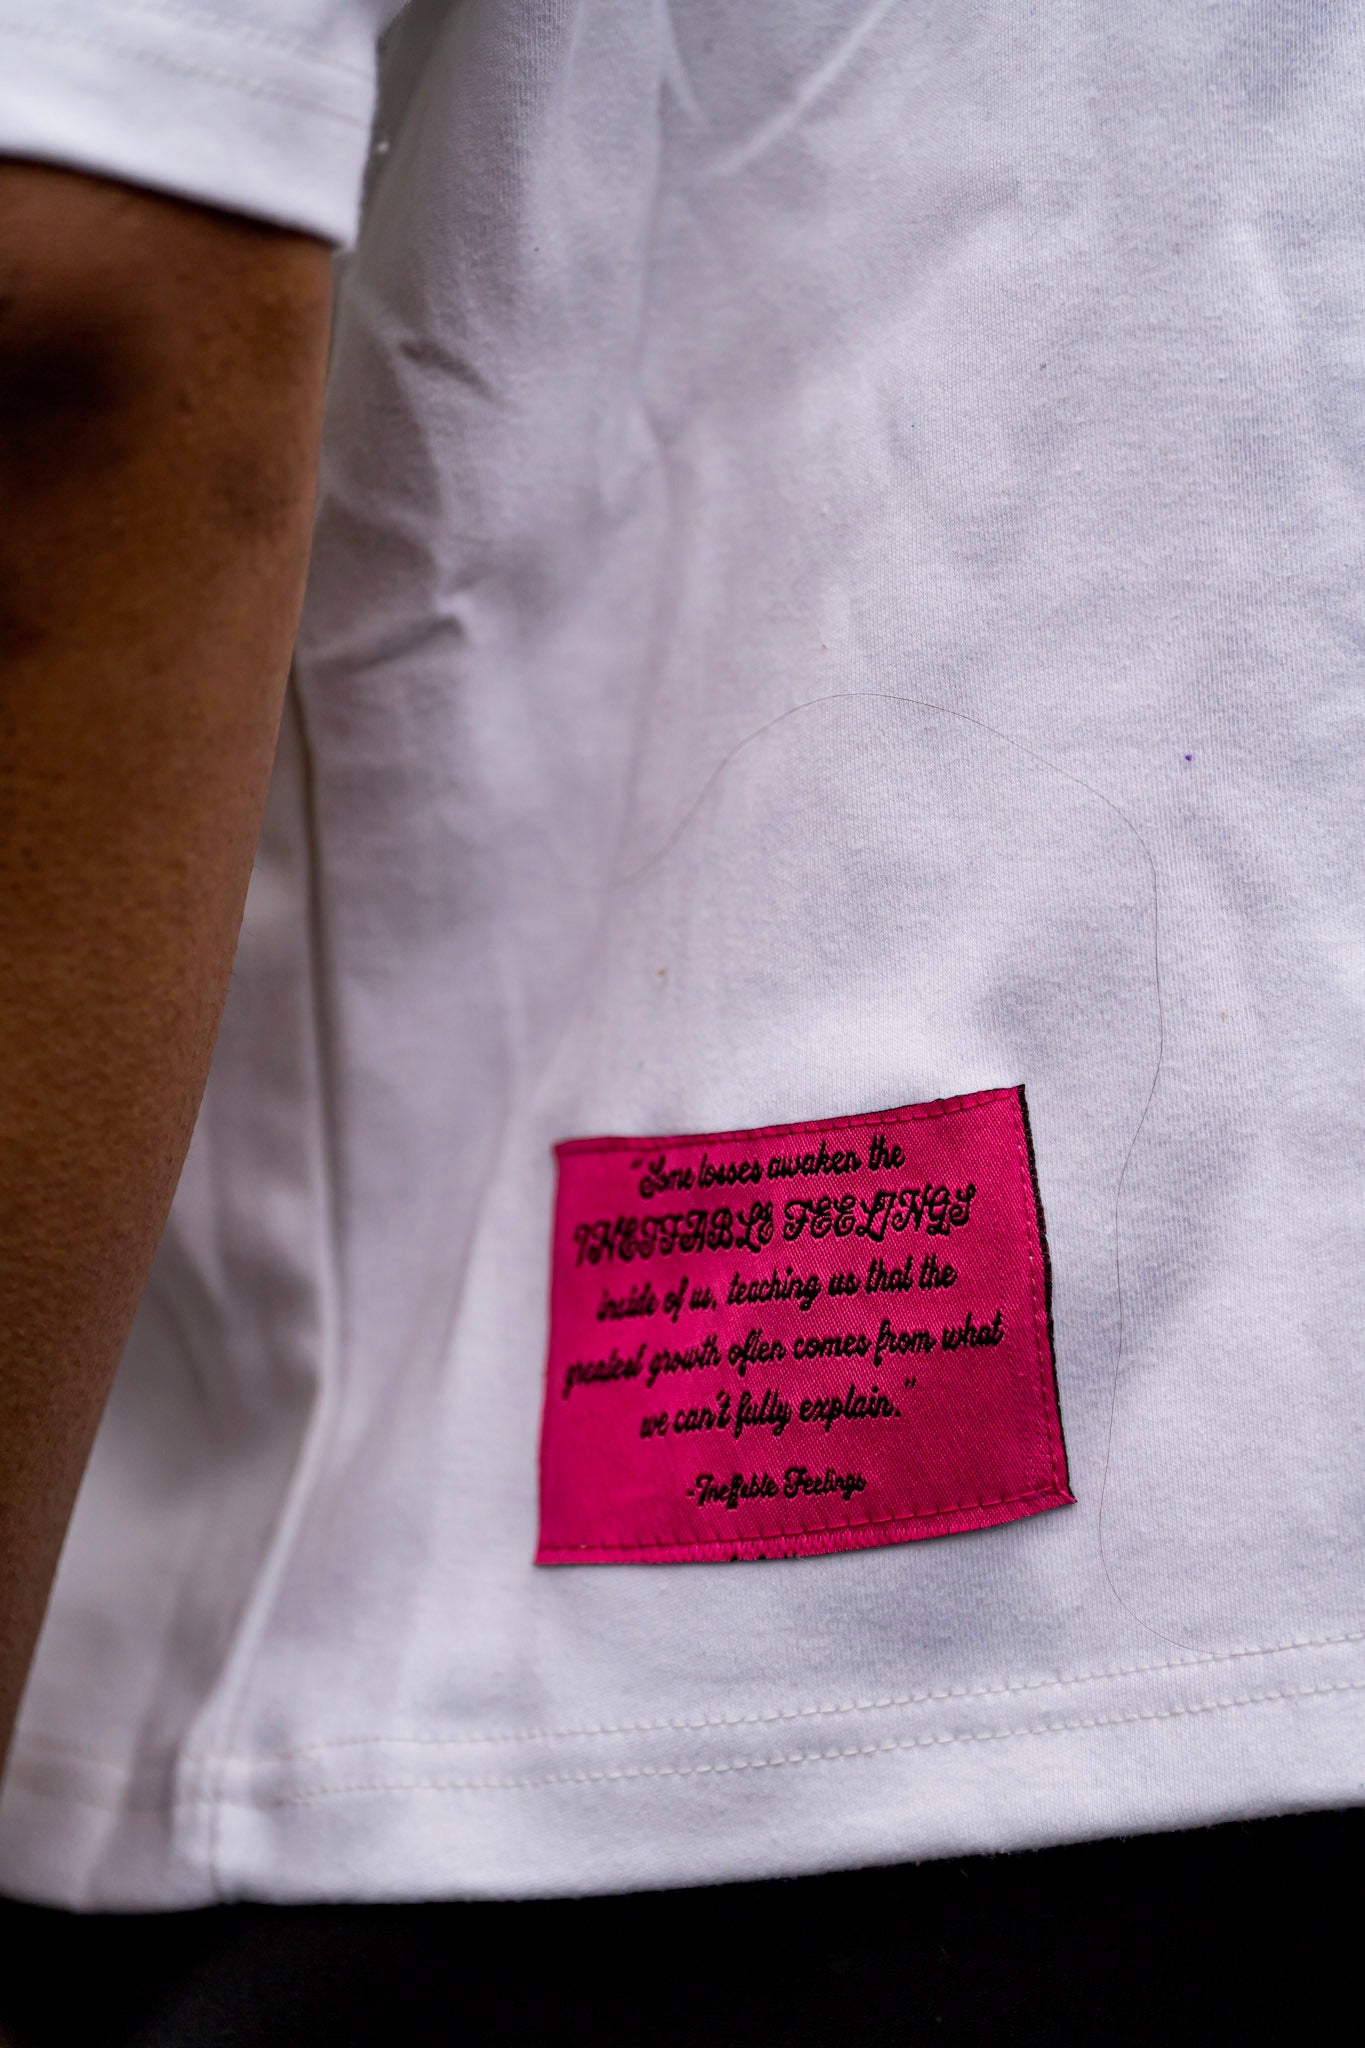 "Some losses awaken the
INEFFABLE FEELINGS
inside of us, teaching us that the
greatest growth often comes from what
we can't fully explain."
-Ineffable Feelings